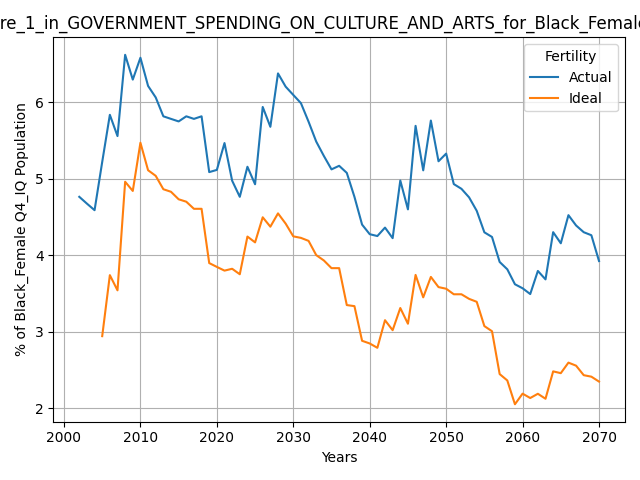 re_1_in_GOVERNMENT_SPENDING_ON_CULTURE_AND_ARTS_for_Black_Female
Fertility
Actual
Ideal
% of Black_Female Q4_IQ Population
6
5
4
3
2
2000 2010 2020 2030 2040 2050 2060 2070
Years